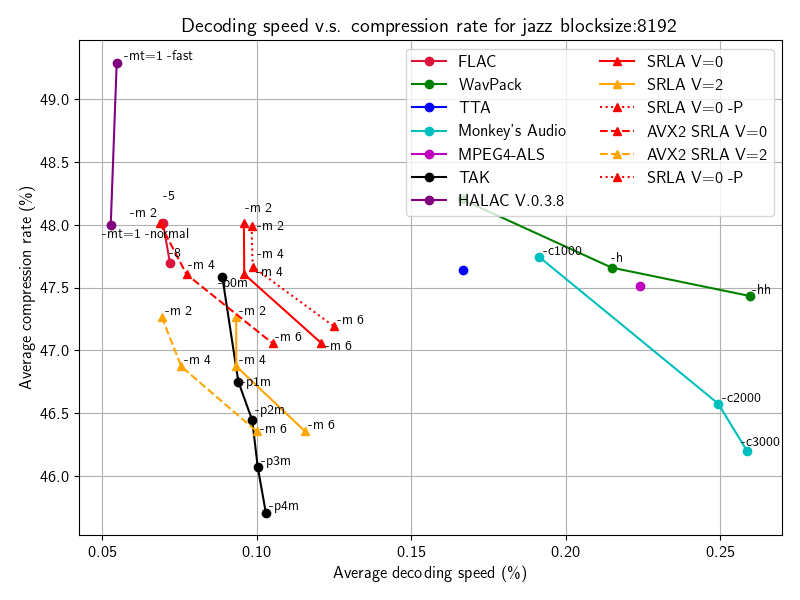 Decoding speed v.s. compression rate for jazz blocksize:8192
Average compression rate (%)
49.0
48.5
48.0
47.5
47.0
46.5
46.0
0.05
0.10
0.15
0.20
0.25
Average decoding speed (%)
FLAC
WavPack
TTA
Monkey's Audio
MPEG4-ALS
TAK
HALAC V.0.3.8
SRLA V=0
SRLA V=2
SRLA V=0 -P
AVX2 SRLA V=0
AVX2 SRLA V=2
SRLA V=0 -P
-mt=1 -fast
-5
-m 2
-mt=1 -normal
-8
-m 4
-m 2
-m 2
-m 4
-m 4
-p0m
-m 2
-m 2
-m 6
-m 6
-m 6
-m 4
-m 4
-p1m
-p2m
-m 6
-m 6
-p3m
-p4m
-c1000
-h
-hh
-c2000
-c3000